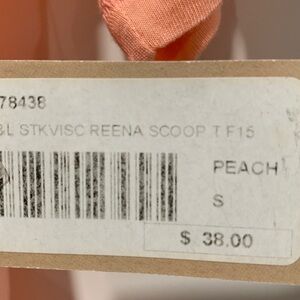 78438
&L STKVISC REENA SCOOP T F15
PEACH
S
$ 38.00